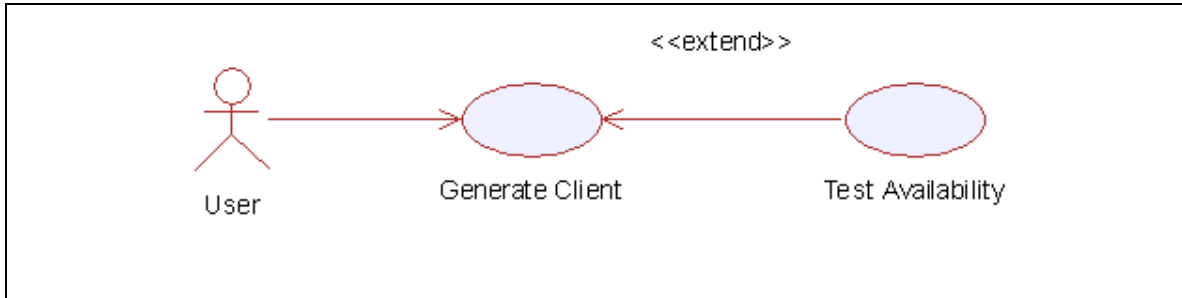 <<extend>>
User
Generate Client
Test Availability